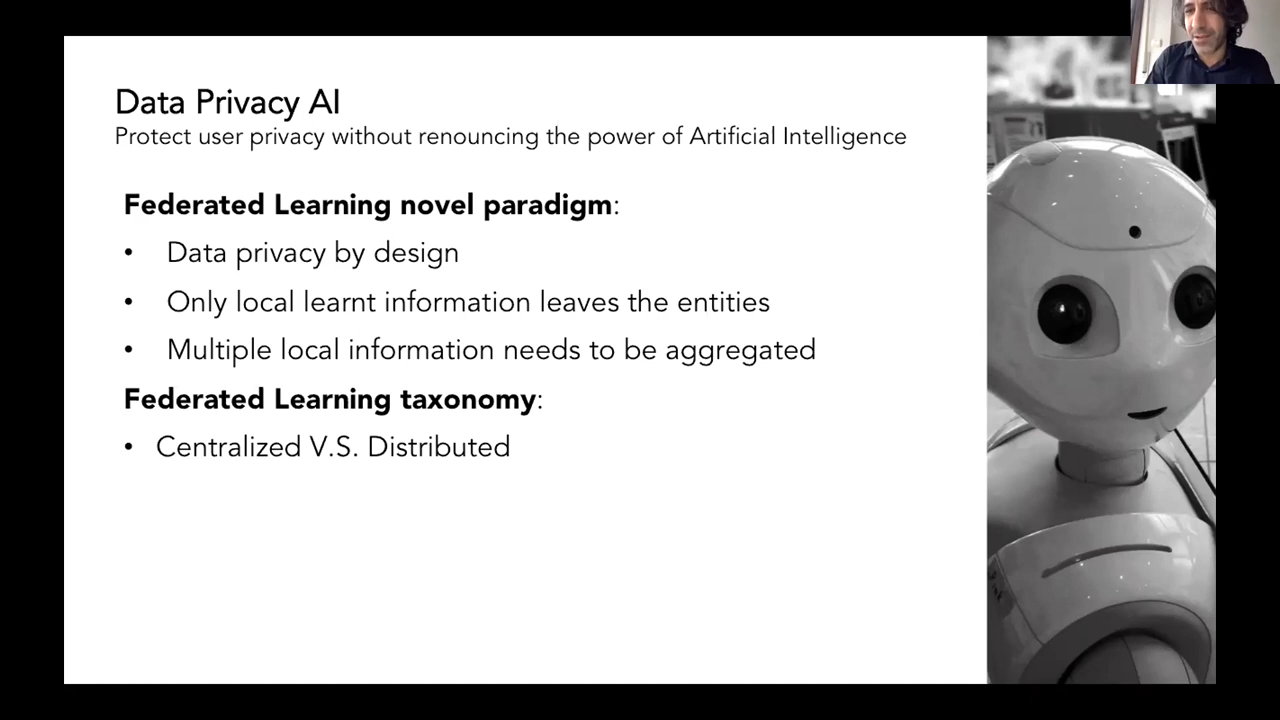 Data Privacy AI
Protect user privacy without renouncing the power of Artificial Intelligence
Federated Learning novel paradigm:
• Data privacy by design
• Only local learnt information leaves the entities
• Multiple local information needs to be aggregated
Federated Learning taxonomy:
• Centralized V.S. Distributed